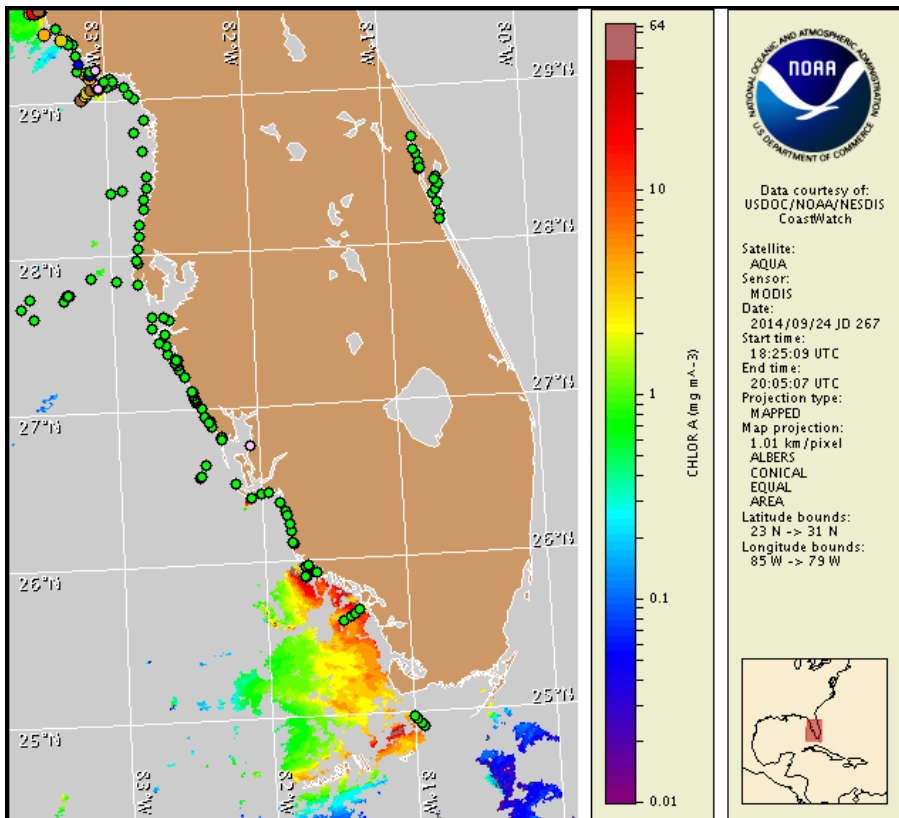 83°W
82°W
81°W
80°W
29°N
29°N
28°N
28°N
27°N
27°N
26°N
26°N
25°N
25°N
83°W
82°W
81°W
64
10
1
0.1
0.01
CHLOR A (mg m^-3)
NATIONAL OCEANIC AND ATMOSPHERIC ADMINISTRATION
NOAA
U.S. DEPARTMENT OF COMMERCE
Data courtesy of:
USDOC/NOAA/NESDIS
CoastWatch
Satellite:
AQUA
Sensor:
MODIS
Date:
2014/09/24 JD 267
Start time:
18:25:09 UTC
End time:
20:05:07 UTC
Projection type:
MAPPED
Map projection:
1.01 km/pixel
ALBERS
CONICAL
EQUAL
AREA
Latitude bounds:
23 N -> 31 N
Longitude bounds:
85 W -> 79 W